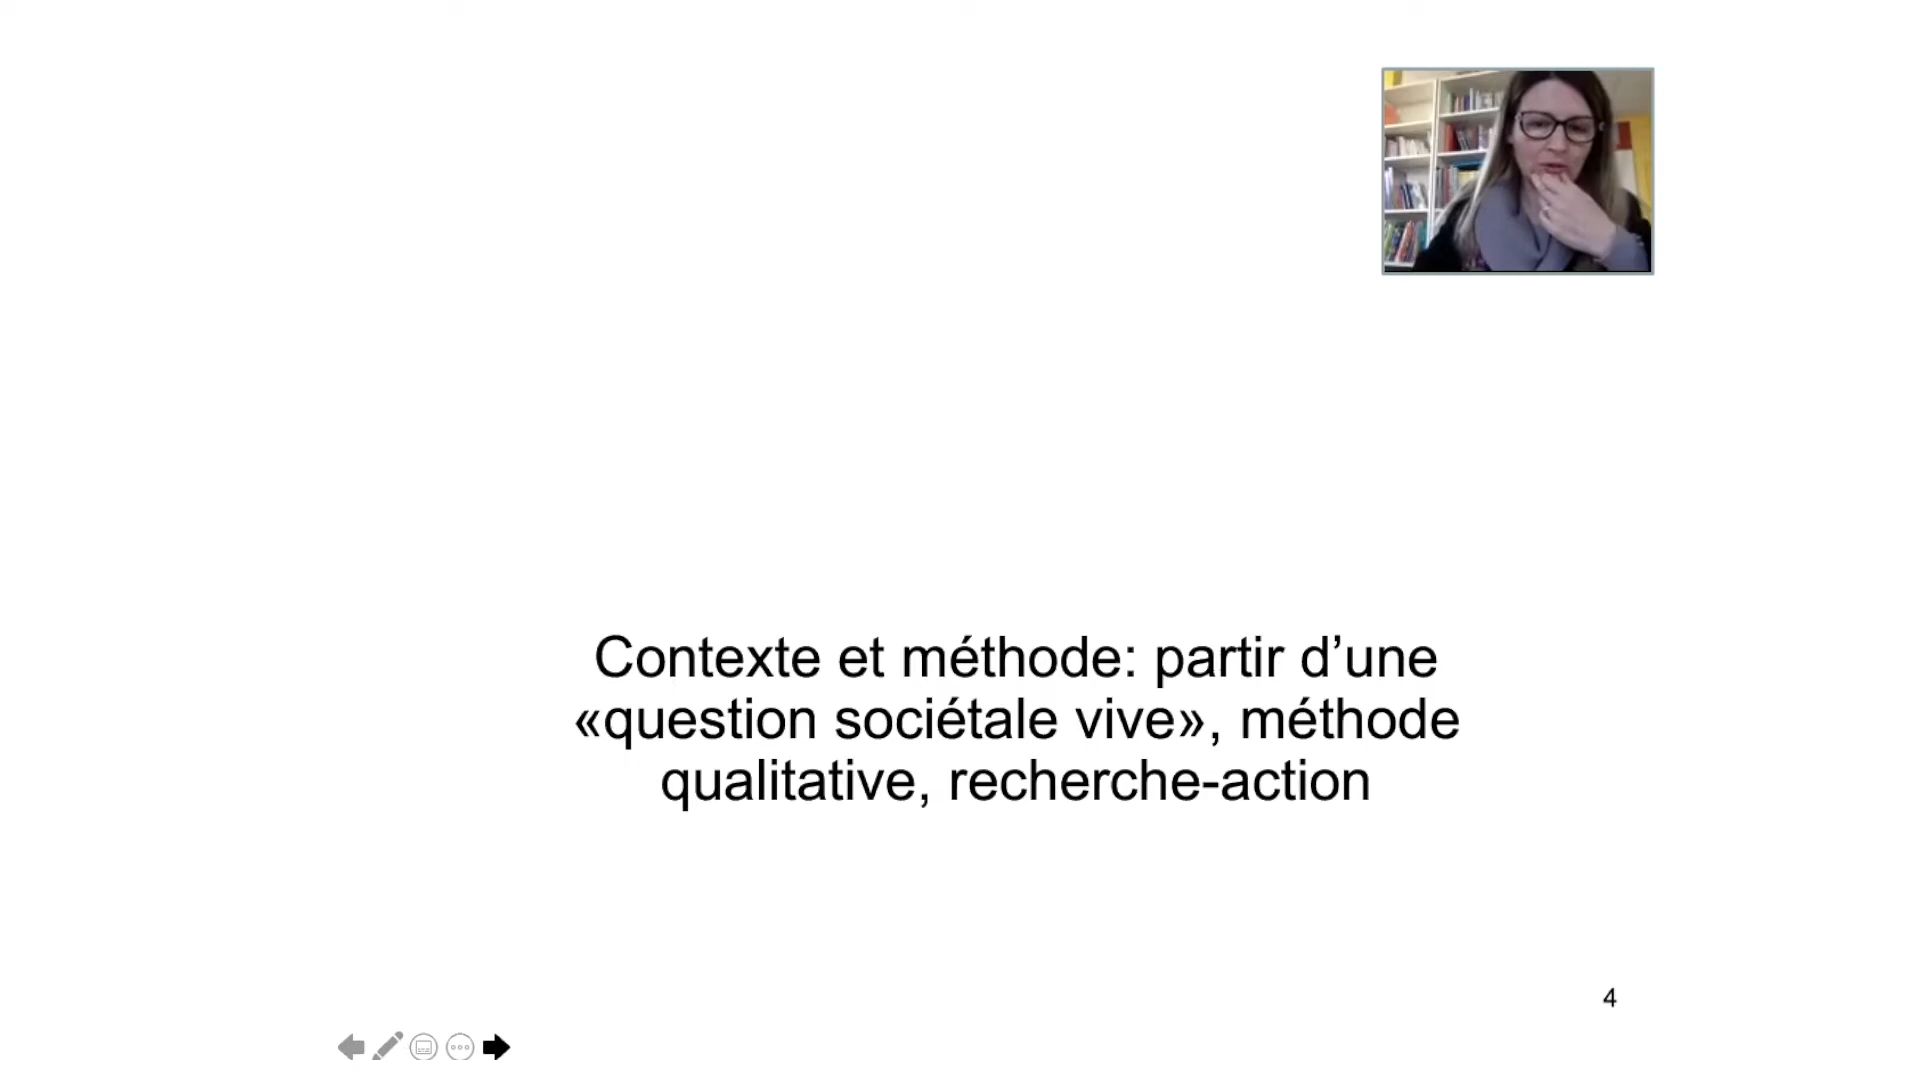 Contexte et méthode: partir d’une
«question sociétale vive», méthode
qualitative, recherche-action
4